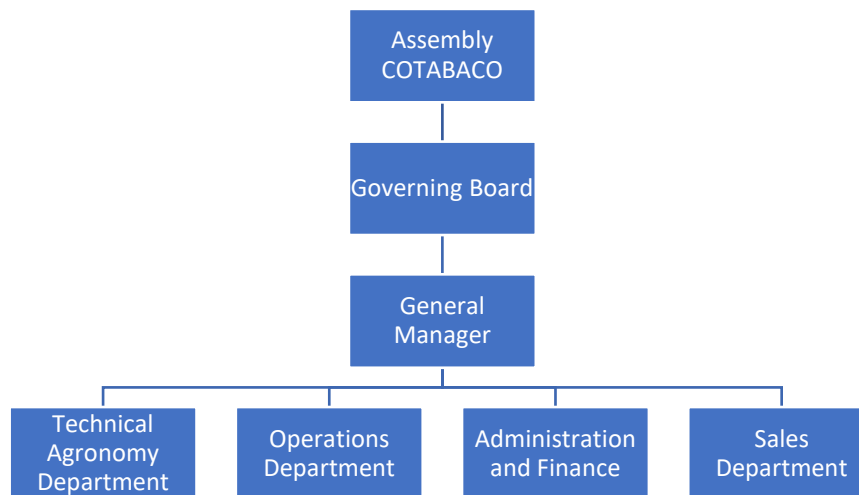 Assembly
COTABACO
Governing Board
General
Manager
Technical
Agronomy
Department
Operations
Department
Administration
and Finance
Sales
Department